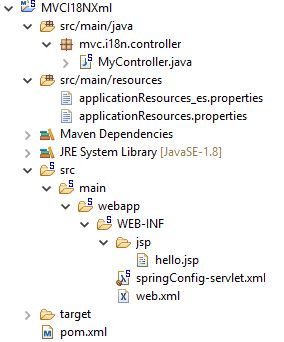 MVCI18NXml
src/main/java
mvc.i18n.controller
MyController.java
src/main/resources
applicationResources_es.properties
applicationResources.properties
Maven Dependencies
JRE System Library [JavaSE-1.8]
src
main
webapp
WEB-INF
jsp
hello.jsp
springConfig-servlet.xml
web.xml
target
pom.xml